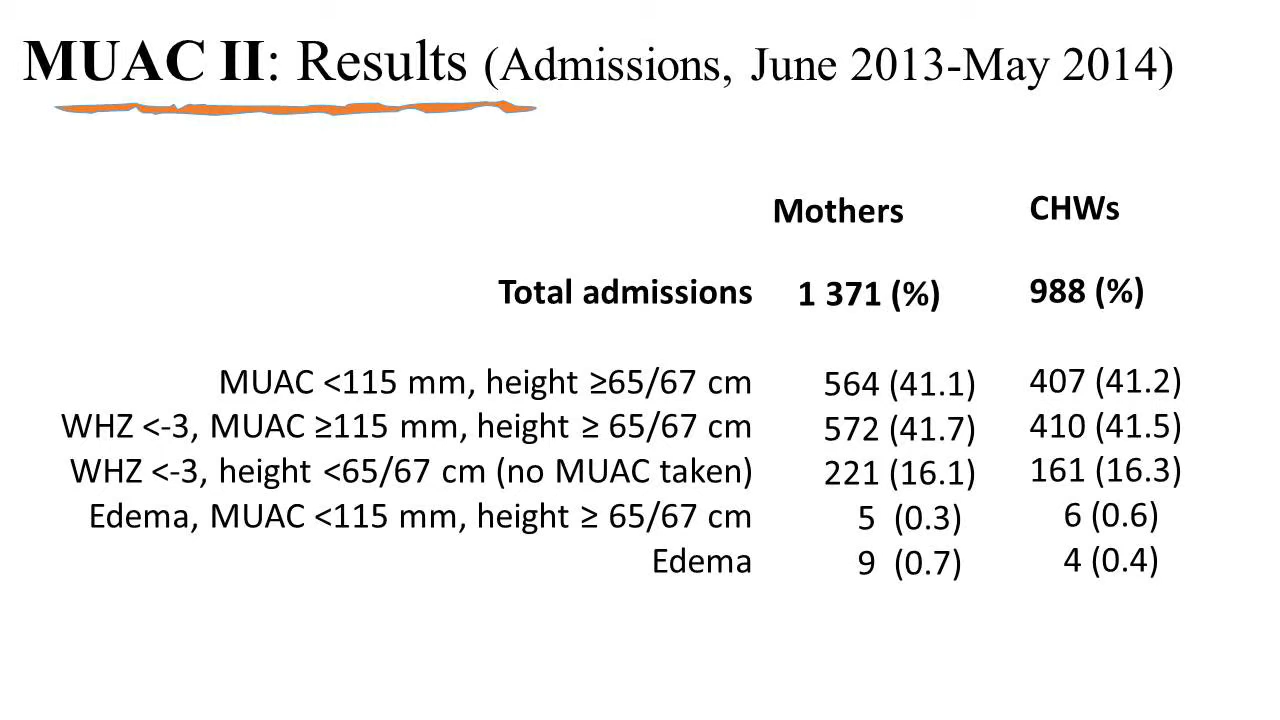 MUAC II: Results (Admissions, June 2013-May 2014)
Mothers CHWs
Total admissions 1 371 (%) 988 (%)
MUAC <115 mm, height ≥65/67 cm 564 (41.1) 407 (41.2)
WHZ <-3, MUAC ≥115 mm, height ≥ 65/67 cm 572 (41.7) 410 (41.5)
WHZ <-3, height <65/67 cm (no MUAC taken) 221 (16.1) 161 (16.3)
Edema, MUAC <115 mm, height ≥ 65/67 cm 5 (0.3) 6 (0.6)
Edema 9 (0.7) 4 (0.4)